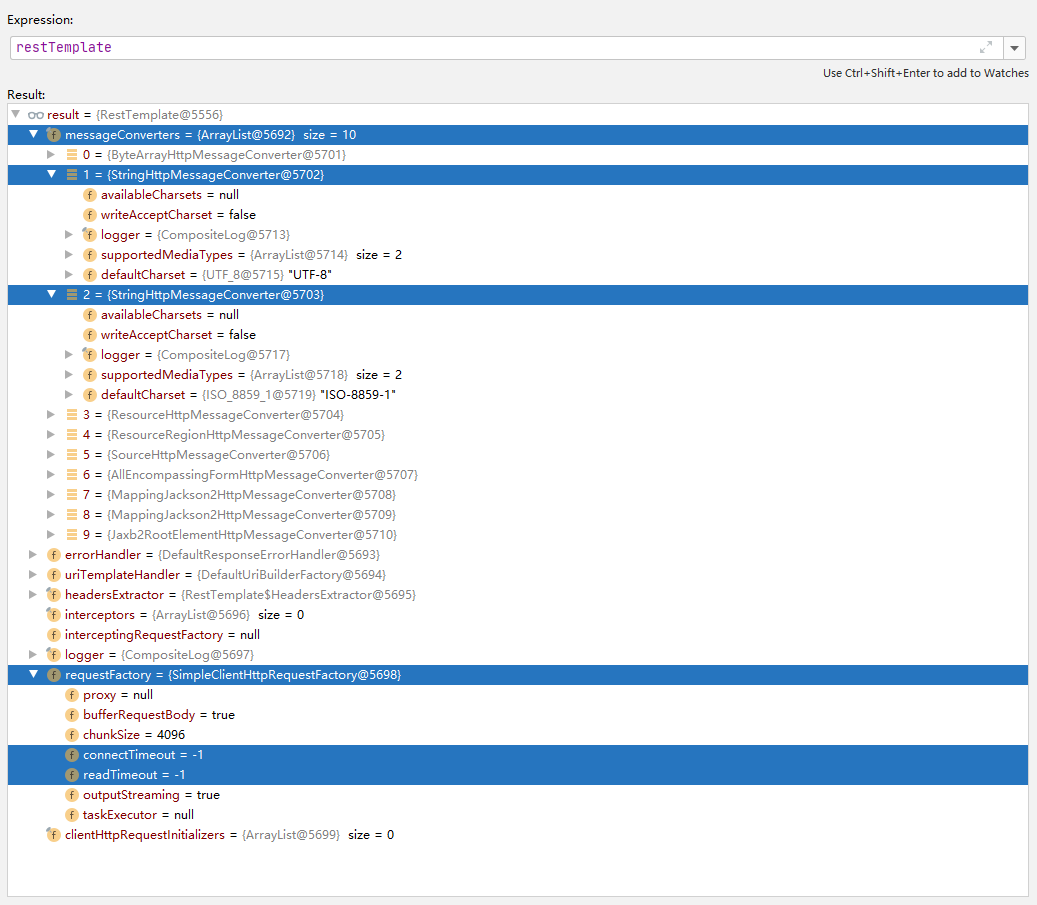 Expression:
restTemplate
Use Ctrl+Shift+Enter to add to Watches
Result:
result = {RestTemplate@5556}
messageConverters = {ArrayList@5692} size = 10
0 = {ByteArrayHttpMessageConverter@5701}
1 = {StringHttpMessageConverter@5702}
availableCharsets = null
writeAcceptCharset = false
logger = {CompositeLog@5713}
supportedMediaTypes = {ArrayList@5714} size = 2
defaultCharset = {UTF_8@5715} "UTF-8"
2 = {StringHttpMessageConverter@5703}
availableCharsets = null
writeAcceptCharset = false
logger = {CompositeLog@5717}
supportedMediaTypes = {ArrayList@5718} size = 2
defaultCharset = {ISO_8859_1@5719} "ISO-8859-1"
3 = {ResourceHttpMessageConverter@5704}
4 = {ResourceRegionHttpMessageConverter@5705}
5 = {SourceHttpMessageConverter@5706}
6 = {AllEncompassingFormHttpMessageConverter@5707}
7 = {MappingJackson2HttpMessageConverter@5708}
8 = {MappingJackson2HttpMessageConverter@5709}
9 = {Jaxb2RootElementHttpMessageConverter@5710}
errorHandler = {DefaultResponseErrorHandler@5693}
uriTemplateHandler = {DefaultUriBuilderFactory@5694}
headersExtractor = {RestTemplate$HeadersExtractor@5695}
interceptors = {ArrayList@5696} size = 0
interceptingRequestFactory = null
logger = {CompositeLog@5697}
requestFactory = {SimpleClientHttpRequestFactory@5698}
proxy = null
bufferRequestBody = true
chunkSize = 4096
connectTimeout = -1
readTimeout = -1
outputStreaming = true
taskExecutor = null
clientHttpRequestInitializers = {ArrayList@5699} size = 0